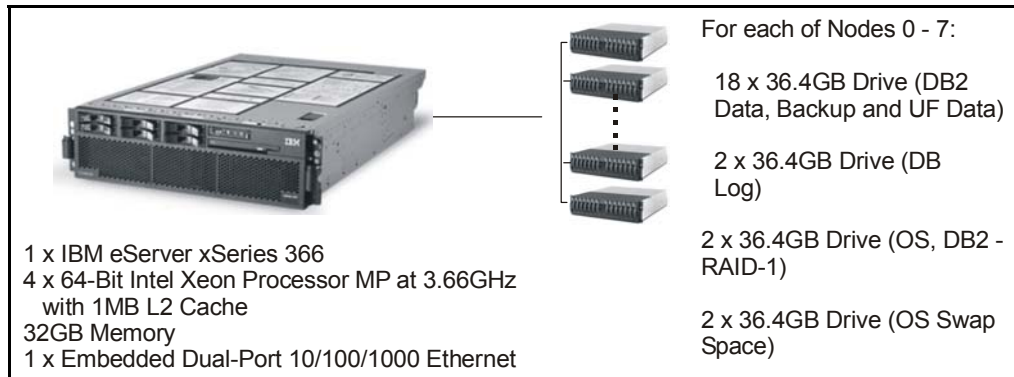 IBM
1 x IBM eServer xSeries 366
4 x 64-Bit Intel Xeon Processor MP at 3.66GHz
with 1MB L2 Cache
32GB Memory
1 x Embedded Dual-Port 10/100/1000 Ethernet
For each of Nodes 0 - 7:
18 x 36.4GB Drive (DB2
Data, Backup and UF Data)
2 x 36.4GB Drive (DB
Log)
2 x 36.4GB Drive (OS, DB2 -
RAID-1)
2 x 36.4GB Drive (OS Swap
Space)